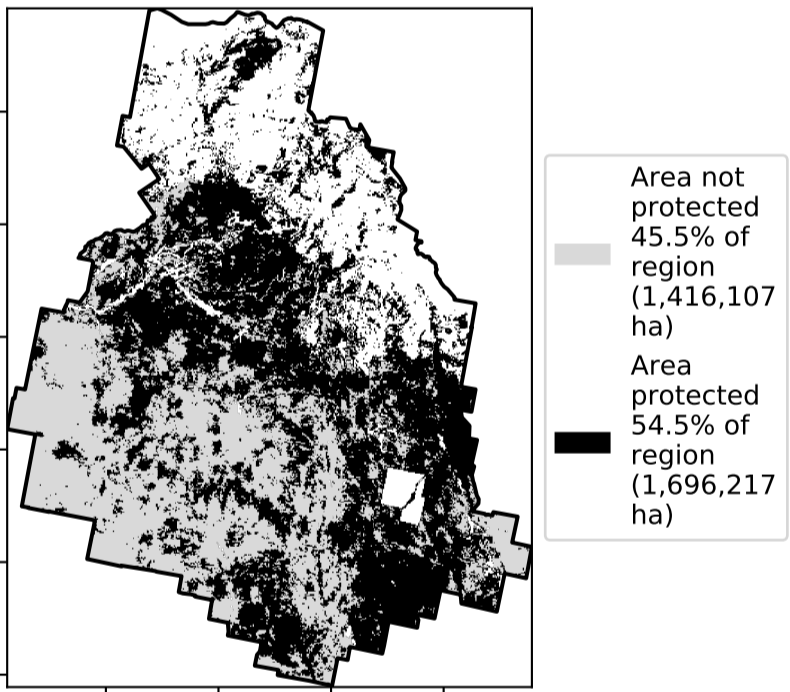 Area not
protected
45.5% of
region
(1,416,107
ha)
Area
protected
54.5% of
region
(1,696,217
ha)